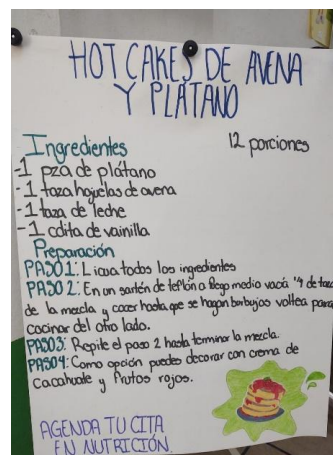 HOT CAKES DE AVENA
Y PLÁTANO
Ingredientes
12 porciones
-1 pza de plátano
-1 taza hojuelas de avena
-1 taza de leche
-1 cdita de vainilla
Preparación
PASO 1: Licua todos los ingredientes
PASO 2: En un sartén de teflón a fuego medio vacía 1/4 de taza
de la mezcla y cocer hasta que se hagan burbujas voltea para
cocinar del otro lado.
PASO 3: Repite el paso 2 hasta terminar la mezcla.
PASO 4: Como opción puedes decorar con crema de
cacahuate y frutos rojos.
AGENDA TU CITA
EN NUTRICIÓN